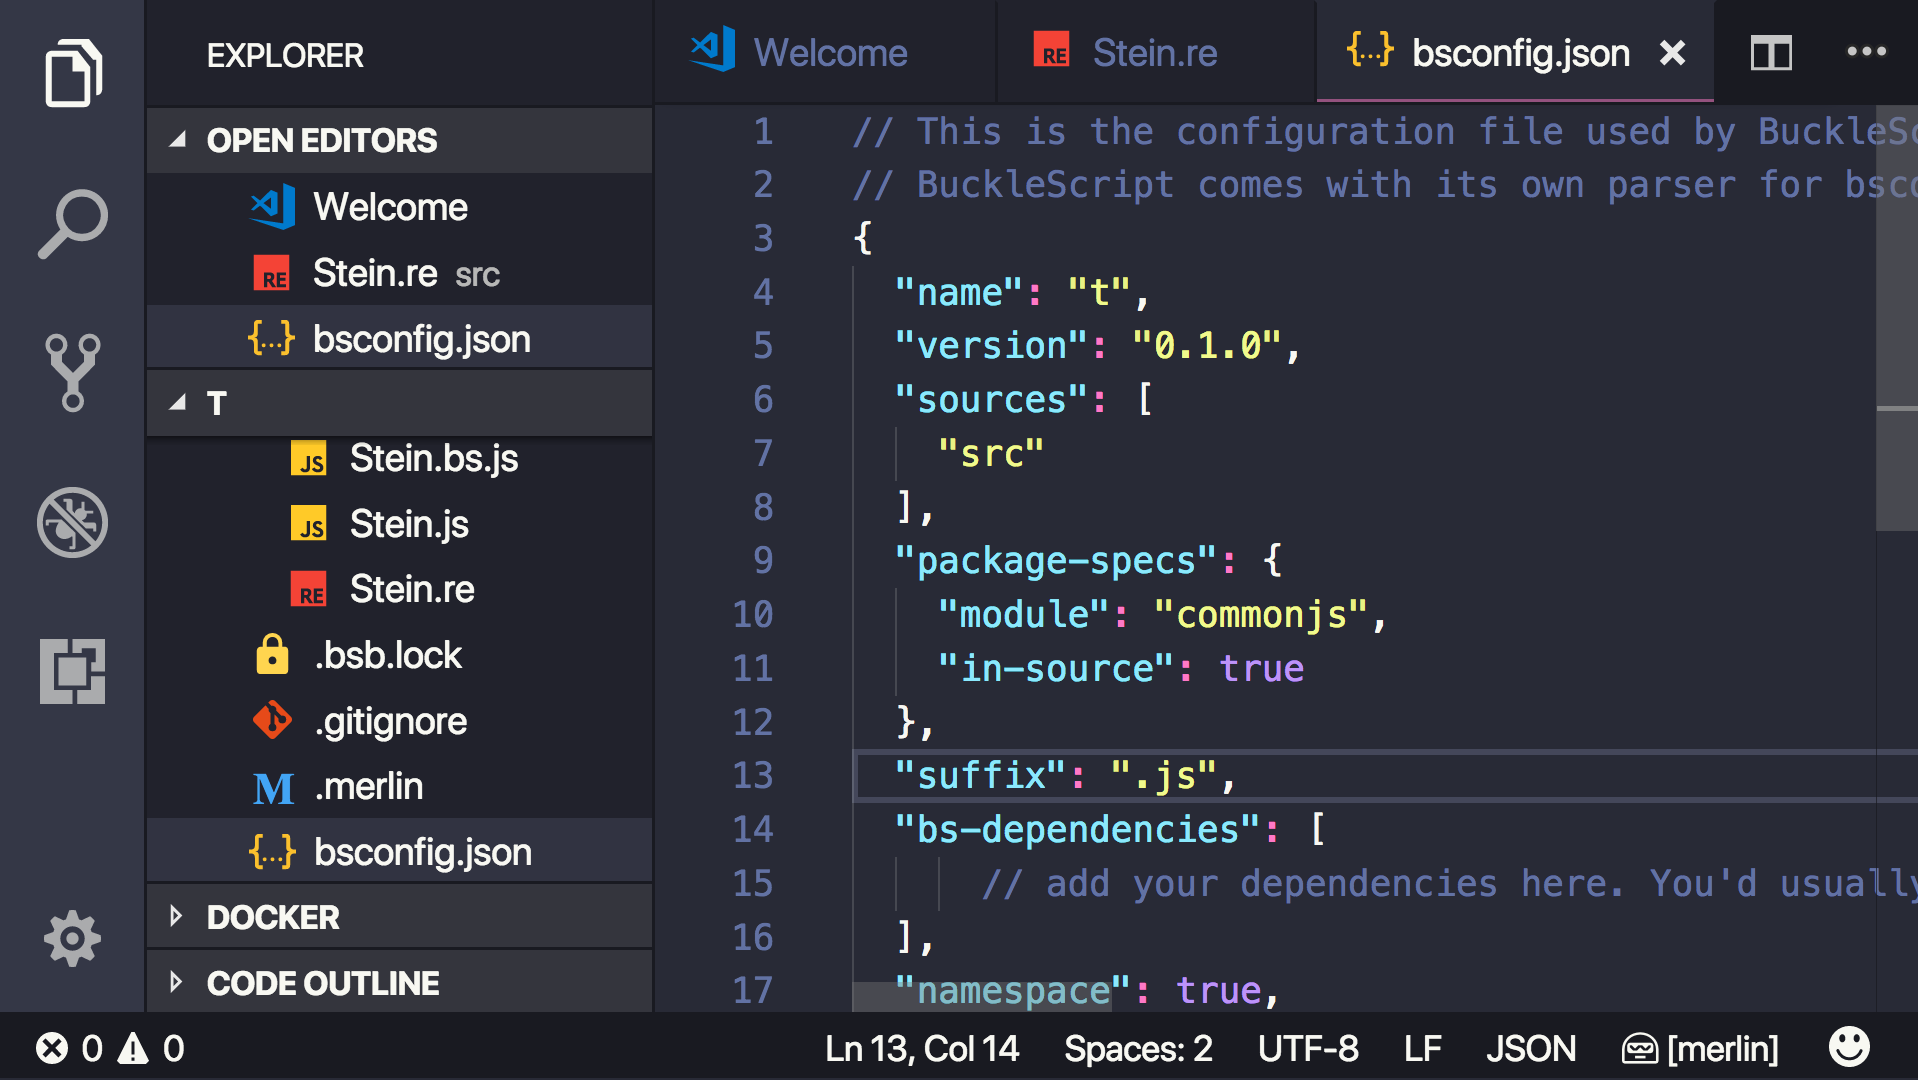 EXPLORER
OPEN EDITORS
Welcome
RE Stein.re src
{...} bsconfig.json
T
JS Stein.bs.js
JS Stein.js
RE Stein.re
.bsb.lock
.gitignore
M .merlin
{...} bsconfig.json
DOCKER
CODE OUTLINE
Welcome
RE Stein.re
{...} bsconfig.json
1 // This is the configuration file used by BuckleSc
2 // BuckleScript comes with its own parser for bsco
3 {
4 "name": "t",
5 "version": "0.1.0",
6 "sources": [
7 "src"
8 ],
9 "package-specs": {
10 "module": "commonjs",
11 "in-source": true
12 },
13 "suffix": ".js",
14 "bs-dependencies": [
15 // add your dependencies here. You'd usually
16 ],
17 "namespace": true,
0 0 Ln 13, Col 14 Spaces: 2 UTF-8 LF JSON [merlin]